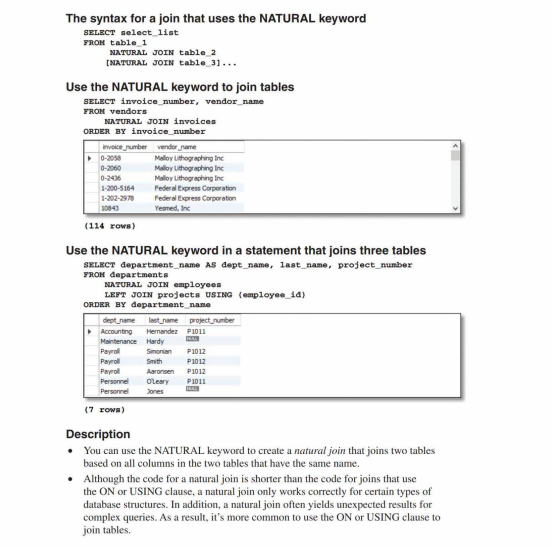 The syntax for a join that uses the NATURAL keyword
SELECT select_list
FROM table_1
NATURAL JOIN table_2
[NATURAL JOIN table_3]...
Use the NATURAL keyword to join tables
SELECT invoice_number, vendor_name
FROM vendors
NATURAL JOIN invoices
ORDER BY invoice_number
invoice_number vendor_name
0-2058 Malloy Lithographing Inc
0-2060 Malloy Lithographing Inc
0-2436 Malloy Lithographing Inc
1-200-5164 Federal Express Corporation
1-202-2978 Federal Express Corporation
10843 Yesmed, Inc
(114 rows)
Use the NATURAL keyword in a statement that joins three tables
SELECT department_name AS dept_name, last_name, project_number
FROM departments
NATURAL JOIN employees
LEFT JOIN projects USING (employee_id)
ORDER BY department_name
dept_name last_name project_number
Accounting Hernandez P1011
Maintenance Hardy NULL
Payroll Simonian P1012
Payroll Smith P1012
Payroll Aaronsen P1012
Personnel O'Leary P1011
Personnel Jones NULL
(7 rows)
Description
• You can use the NATURAL keyword to create a natural join that joins two tables
based on all columns in the two tables that have the same name.
• Although the code for a natural join is shorter than the code for joins that use
the ON or USING clause, a natural join only works correctly for certain types of
database structures. In addition, a natural join often yields unexpected results for
complex queries. As a result, it's more common to use the ON or USING clause to
join tables.